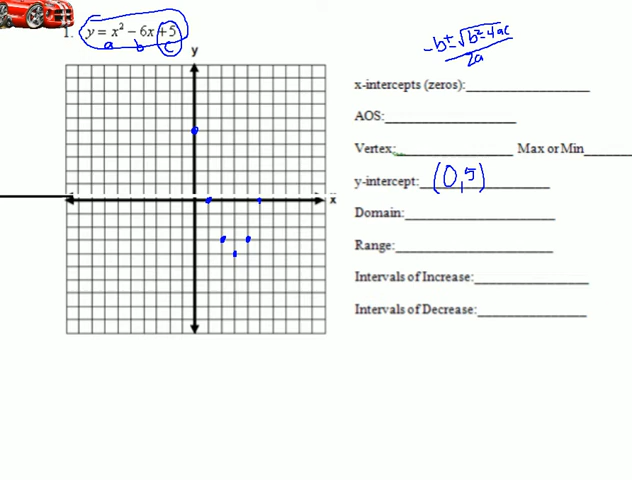 1. y = x² − 6x + 5
a b c
−b ± √b² − 4ac
2a
y
x
x-intercepts (zeros):
AOS:
Vertex: Max or Min
y-intercept: (0, 5)
Domain:
Range:
Intervals of Increase:
Intervals of Decrease: